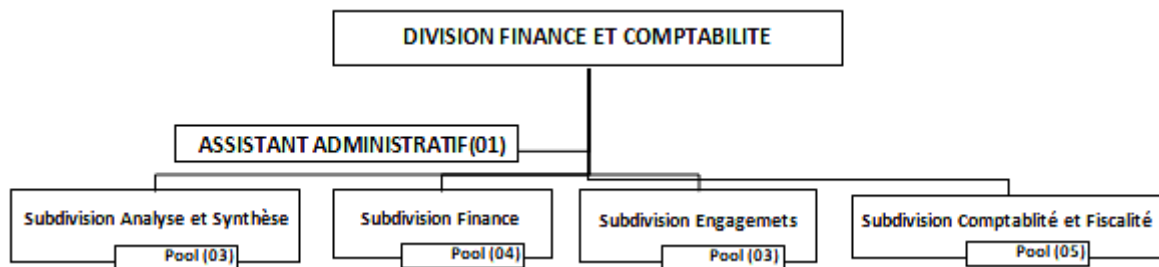 DIVISION FINANCE ET COMPTABILITE
ASSISTANT ADMINISTRATIF(01)
Subdivision Analyse et Synthèse
Pool (03)
Subdivision Finance
Pool (04)
Subdivision Engagemets
Pool (03)
Subdivision Comptablité et Fiscalité
Pool (05)